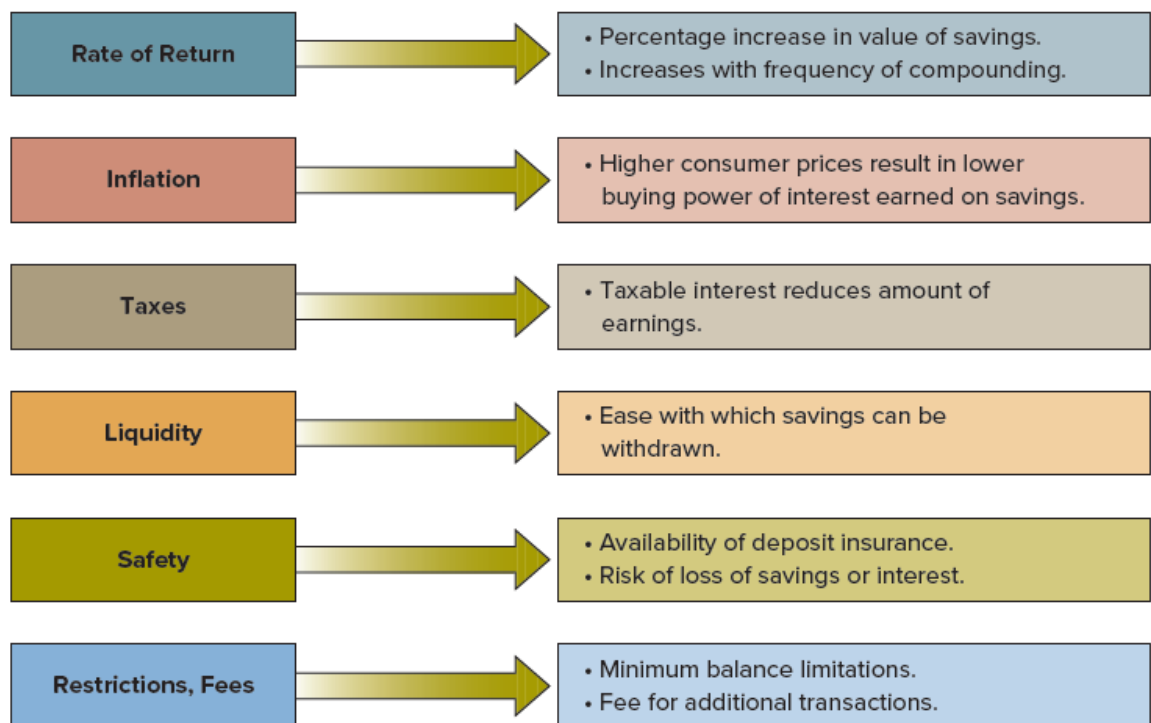 Rate of Return
• Percentage increase in value of savings.
• Increases with frequency of compounding.
Inflation
• Higher consumer prices result in lower
buying power of interest earned on savings.
Taxes
• Taxable interest reduces amount of
earnings.
Liquidity
• Ease with which savings can be
withdrawn.
Safety
• Availability of deposit insurance.
• Risk of loss of savings or interest.
Restrictions, Fees
• Minimum balance limitations.
• Fee for additional transactions.